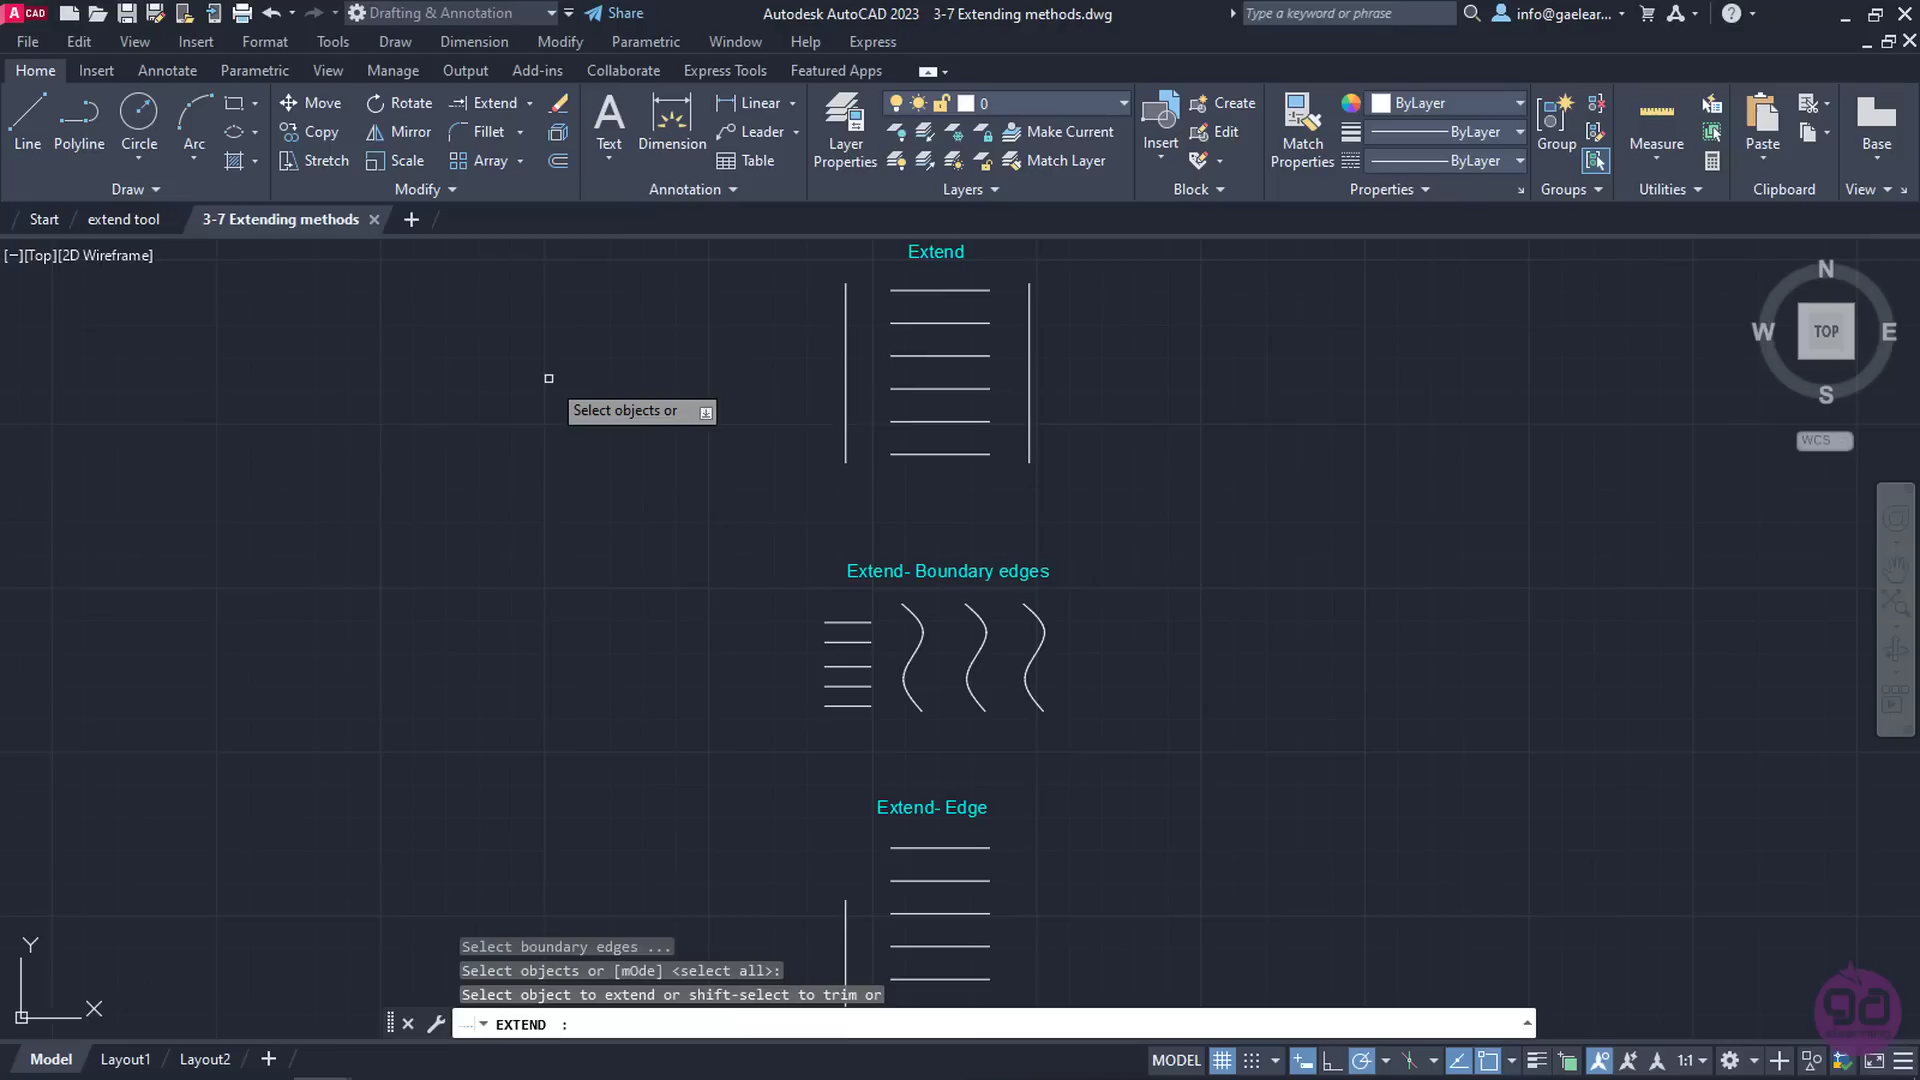 CAD
Drafting & Annotation
Share
Autodesk AutoCAD 2023 3-7 Extending methods.dwg
Type a keyword or phrase
info@gaelear...
File Edit View Insert Format Tools Draw Dimension Modify Parametric Window Help Express
Home Insert Annotate Parametric View Manage Output Add-ins Collaborate Express Tools Featured Apps
Line Polyline Circle Arc
Move Rotate Extend
Copy Mirror Fillet
Stretch Scale Array
Text Dimension
Linear
Leader
Table
Layer Properties
0
Make Current
Match Layer
Insert
Create
Edit
Match Properties
ByLayer
ByLayer
ByLayer
Group
Measure
Paste
Base
Draw Modify Annotation Layers Block Properties Groups Utilities Clipboard View
Start extend tool 3-7 Extending methods
[−][Top][2D Wireframe]
Extend
N
W TOP E
S
WCS
Select objects or
Extend- Boundary edges
Extend- Edge
Y
X
Select boundary edges ...
Select objects or [mOde] <select all>:
Select object to extend or shift-select to trim or
EXTEND :
ga
Model Layout1 Layout2
MODEL
1:1